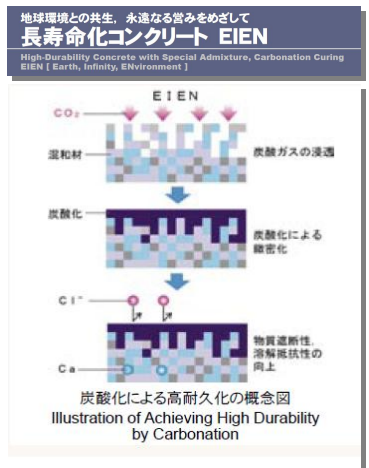 地球環境との共生，永遠なる営みをめざして
長寿命化コンクリート EIEN
High-Durability Concrete with Special Admixture, Carbonation Curing
EIEN [ Earth, Infinity, ENvironment ]
EIEN
CO₂
混和材
炭酸ガスの浸透
炭酸化
炭酸化による
緻密化
Cl⁻
物質遮断性,
溶解抵抗性の
向上
Ca
炭酸化による高耐久化の概念図
Illustration of Achieving High Durability
by Carbonation